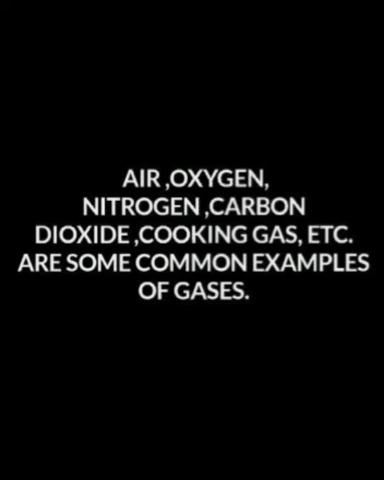 AIR ,OXYGEN,
NITROGEN ,CARBON
DIOXIDE ,COOKING GAS, ETC.
ARE SOME COMMON EXAMPLES
OF GASES.